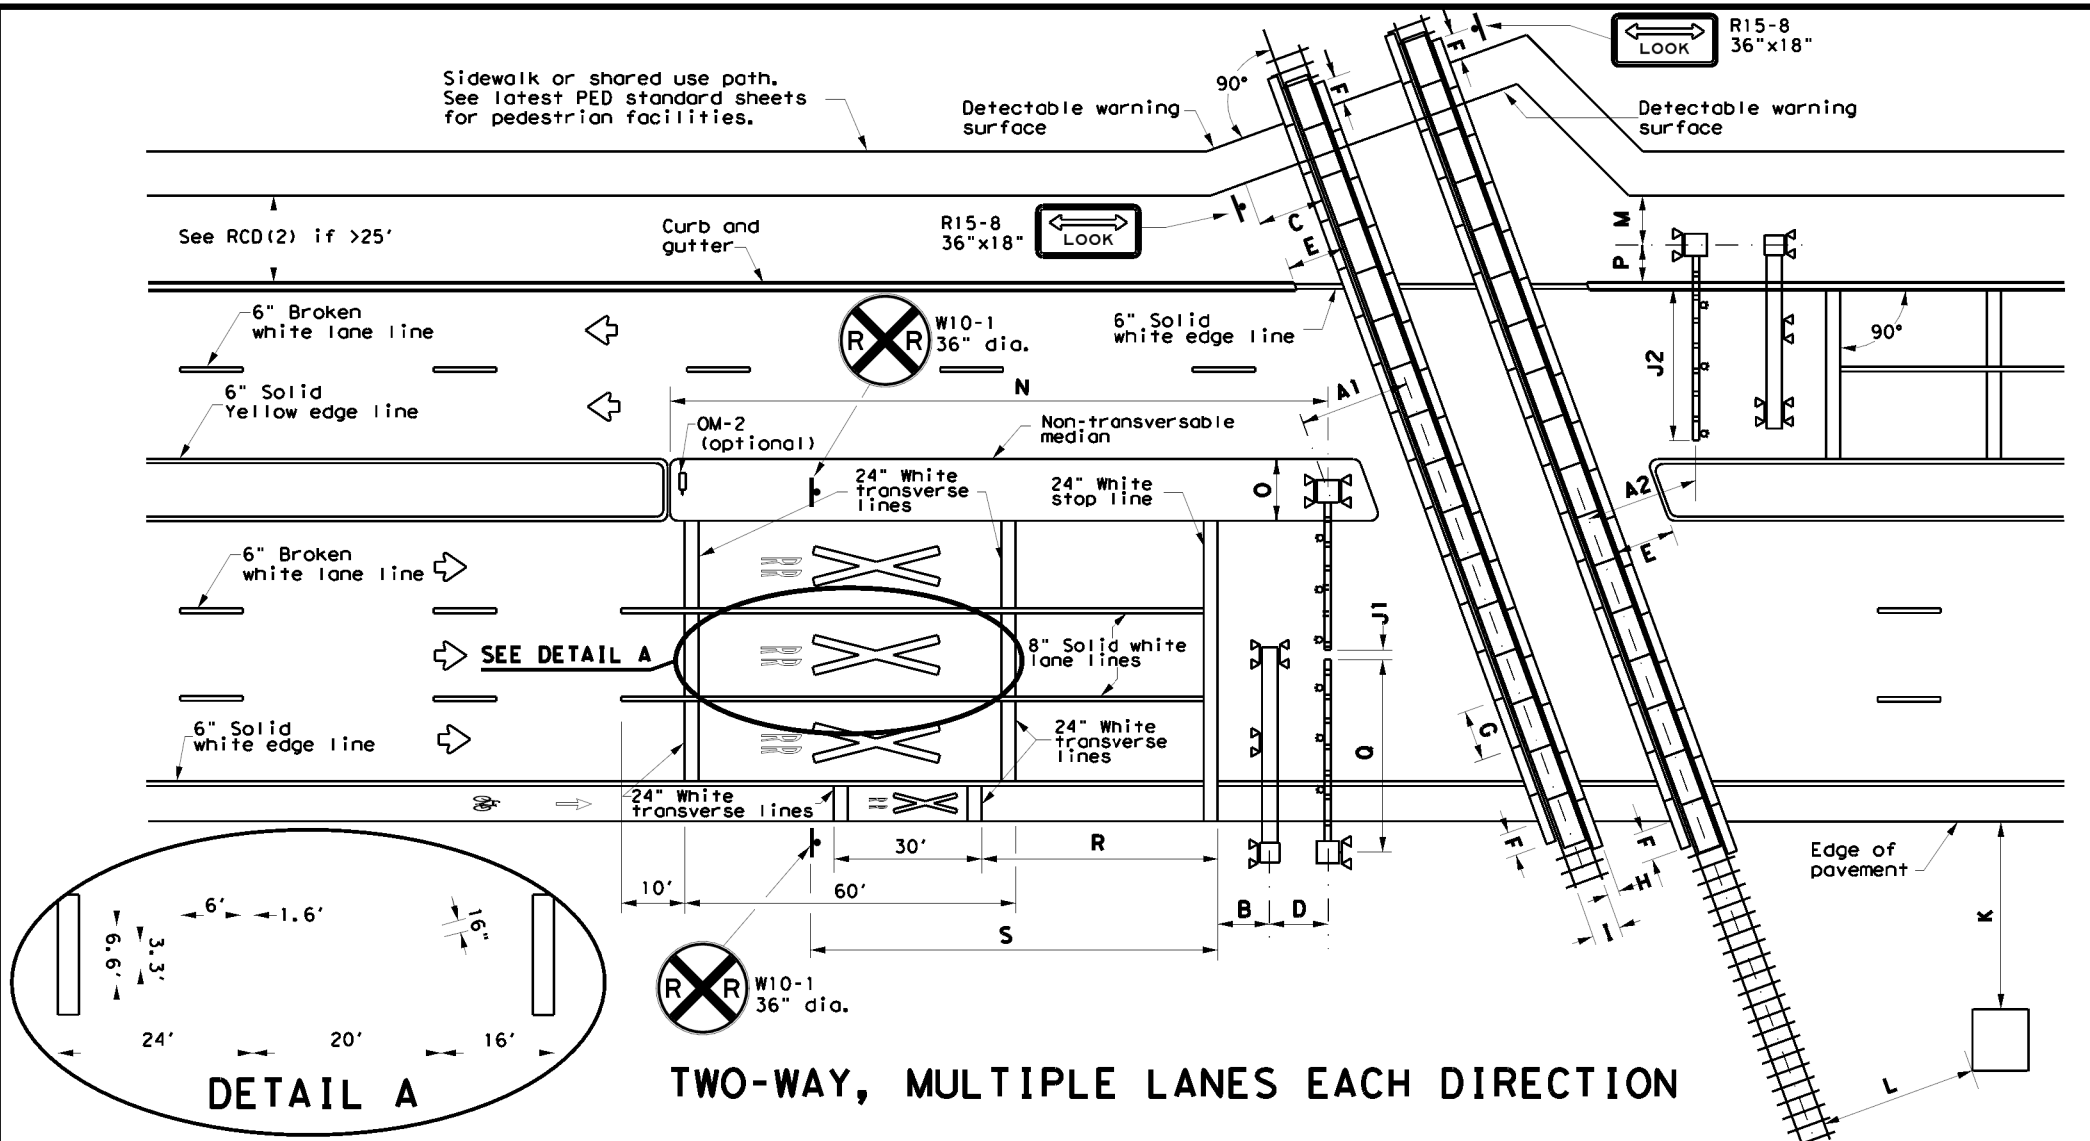 R15-8
36"x18"
LOOK
Sidewalk or shared use path.
See latest PED standard sheets
for pedestrian facilities.
90°
F
F
Detectable warning
surface
Detectable warning
surface
See RCD(2) if >25'
Curb and
gutter
R15-8
36"x18"
LOOK
C
E
M
P
6" Broken
white lane line
R R
W10-1
36" dia.
6" Solid
white edge line
90°
J2
6" Solid
Yellow edge line
N
A1
OM-2
(optional)
Non-transversable
median
24" White
transverse
lines
24" White
stop line
O
A2
E
6" Broken
white lane line
RR
RR
RR
SEE DETAIL A
8" Solid white
lane lines
J1
6" Solid
white edge line
24" White
transverse
lines
Q
G
24" White
transverse lines
RR
30'
R
F
F
H
I
Edge of
pavement
10'
60'
B
D
S
K
R R
W10-1
36" dia.
L
6'
1.6'
16"
6.6'
3.3'
24'
20'
16'
DETAIL A
TWO-WAY, MULTIPLE LANES EACH DIRECTION